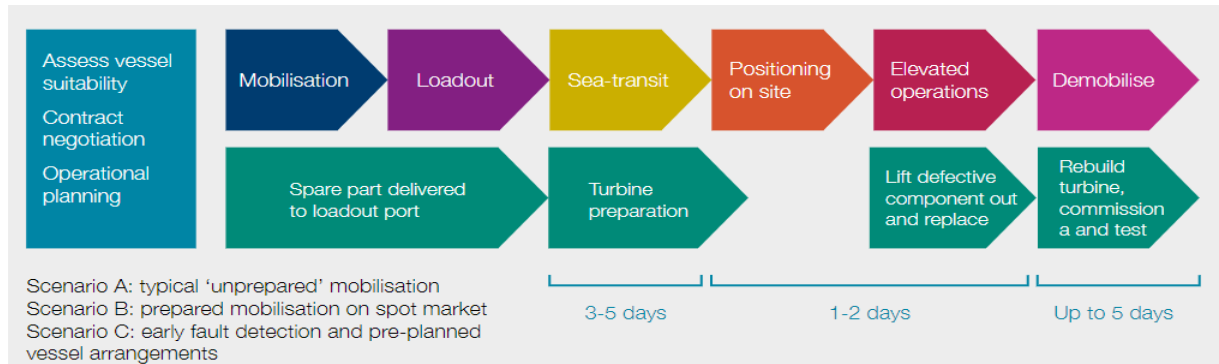 Assess vessel
suitability
Contract
negotiation
Operational
planning
Mobilisation
Loadout
Sea-transit
Positioning
on site
Elevated
operations
Demobilise
Spare part delivered
to loadout port
Turbine
preparation
Lift defective
component out
and replace
Rebuild
turbine,
commission
a and test
Scenario A: typical ‘unprepared’ mobilisation
Scenario B: prepared mobilisation on spot market
Scenario C: early fault detection and pre-planned
vessel arrangements
3-5 days
1-2 days
Up to 5 days